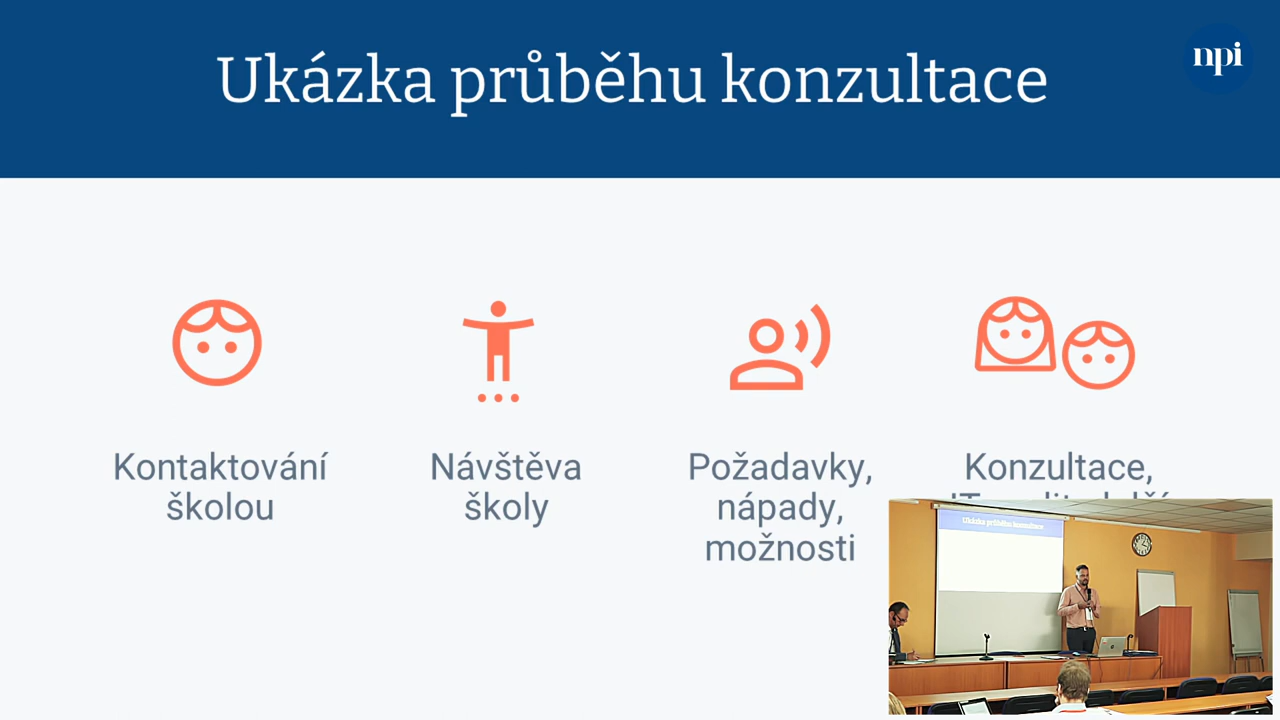 Ukázka průběhu konzultace
npi
Kontaktování
školou
Návštěva
školy
Požadavky,
nápady,
možnosti
Konzultace,
Ukázka průběhu konzultace